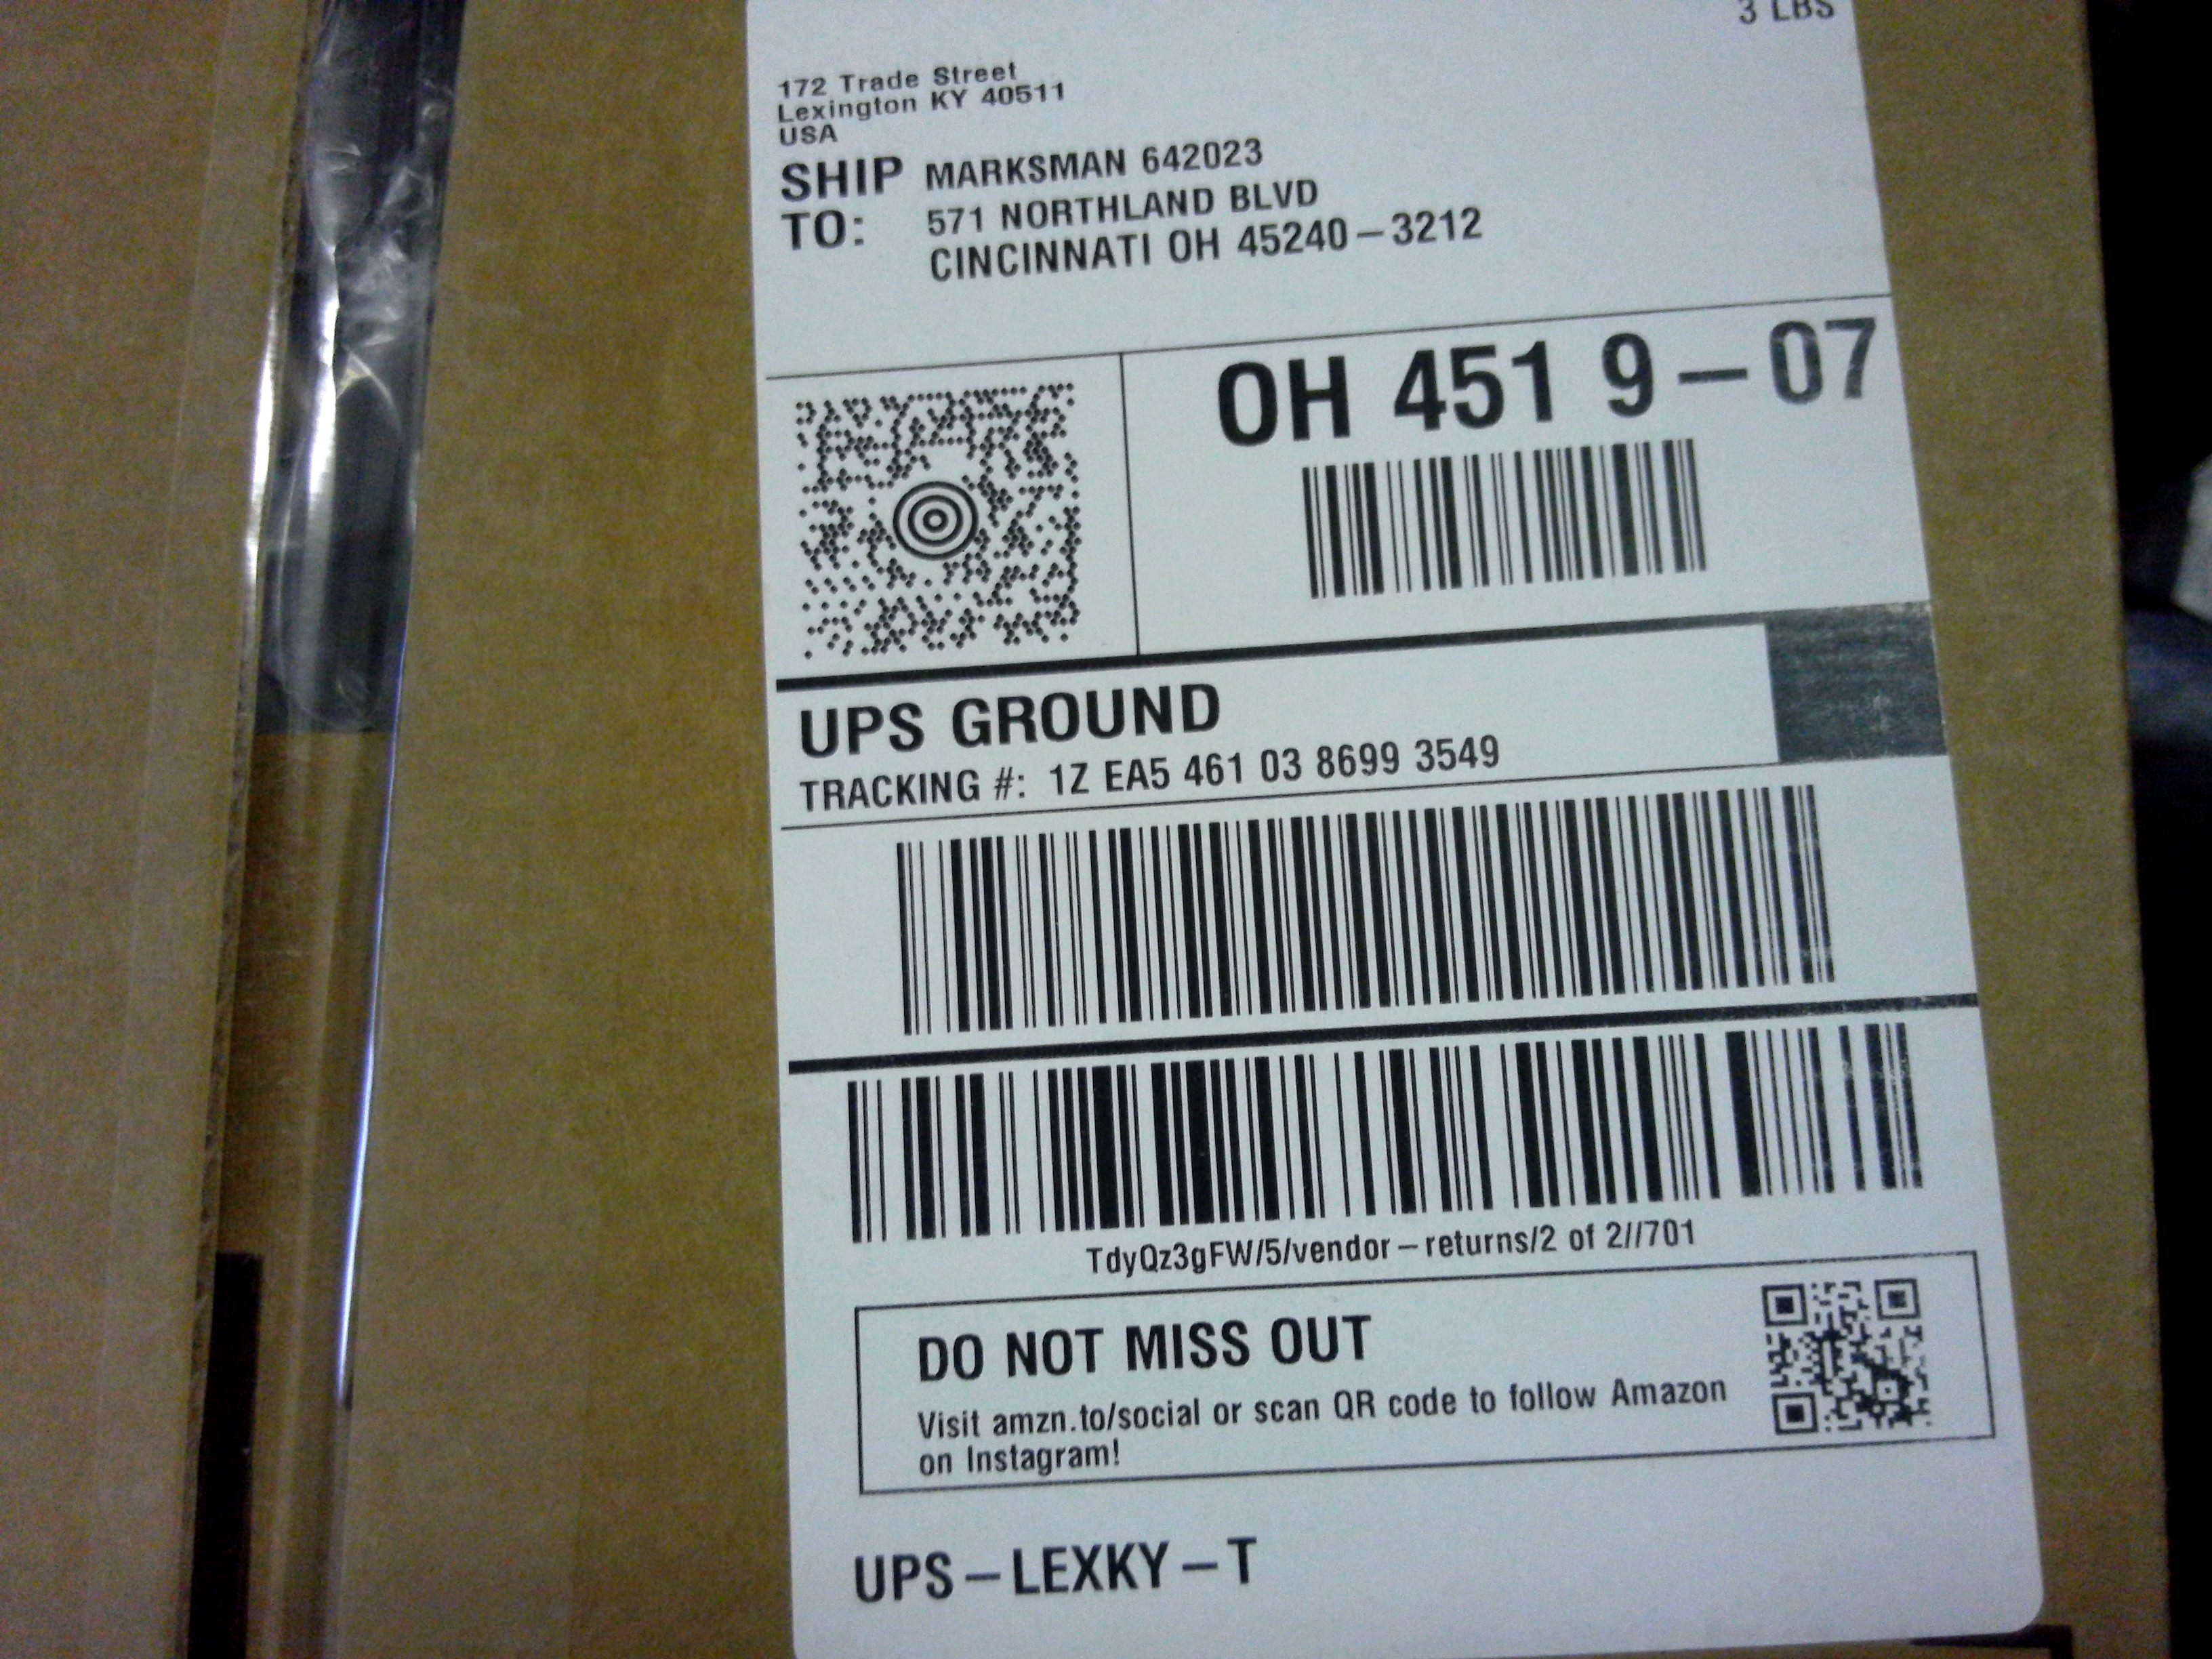 3 LBS
172 Trade Street
Lexington KY 40511
USA
SHIP TO:
MARKSMAN 642023
571 NORTHLAND BLVD
CINCINNATI OH 45240-3212
OH 451 9-07
UPS GROUND
TRACKING #: 1Z EA5 461 03 8699 3549
TdyQz3gFW/5/vendor-returns/2 of 2//701
DO NOT MISS OUT
Visit amzn.to/social or scan QR code to follow Amazon
on Instagram!
UPS-LEXKY-T